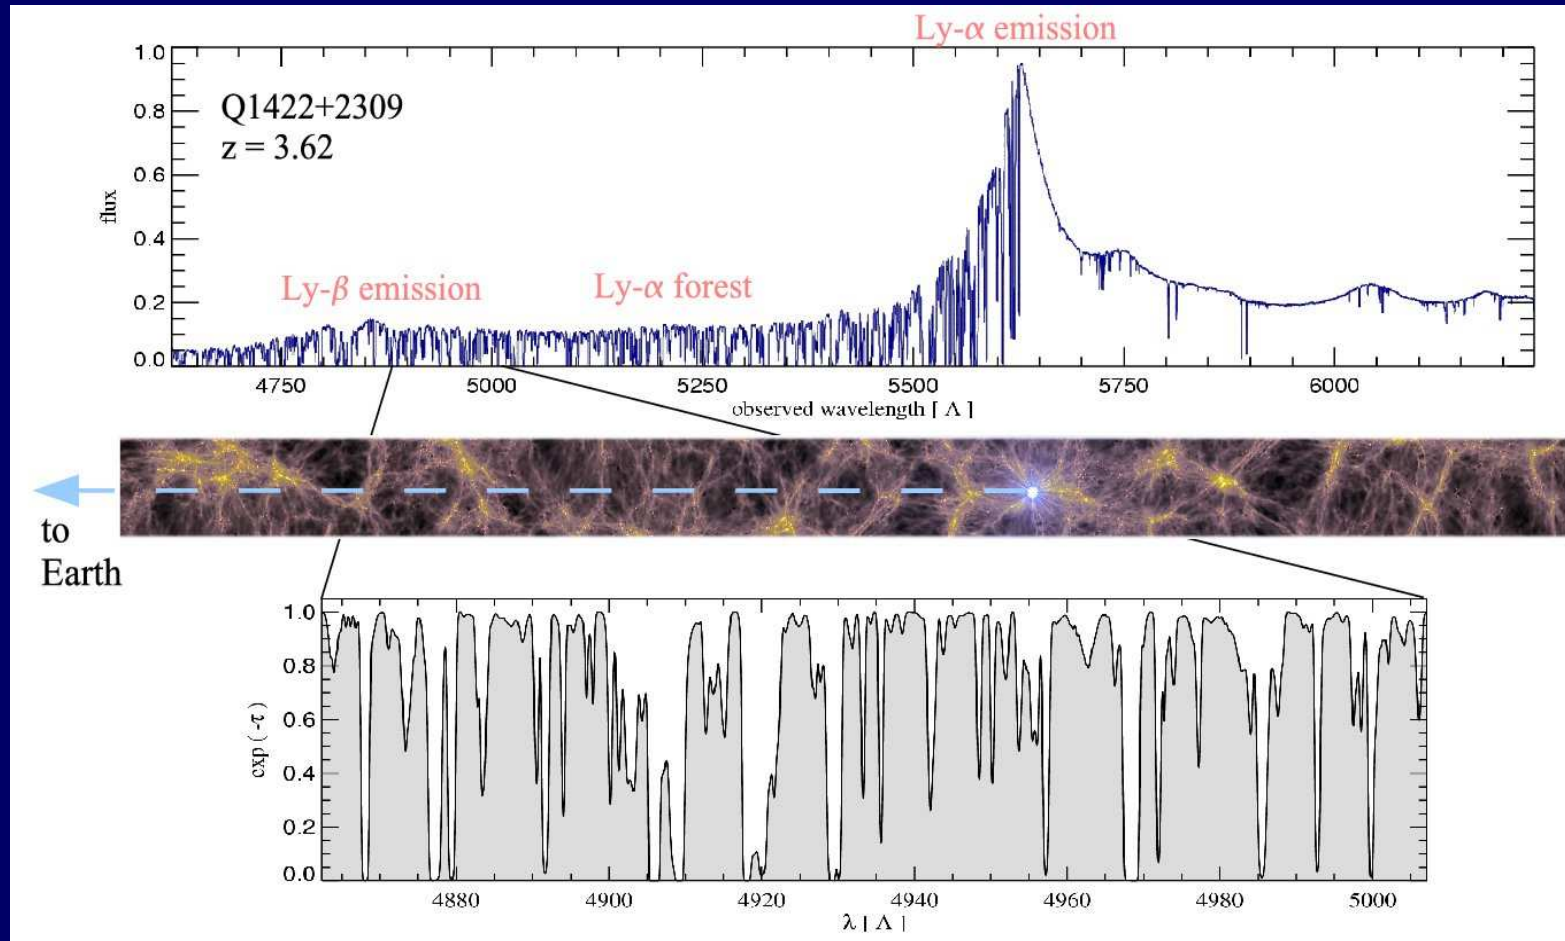 Ly-α emission
1.0
0.8
0.6
0.4
0.2
0.0
flux
Q1422+2309
z = 3.62
Ly-β emission
Ly-α forest
4750 5000 5250 5500 5750 6000
observed wavelength [ Λ ]
to
Earth
1.0
0.8
0.6
0.4
0.2
0.0
exp ( -τ )
4880 4900 4920 4940 4960 4980 5000
λ [ Λ ]